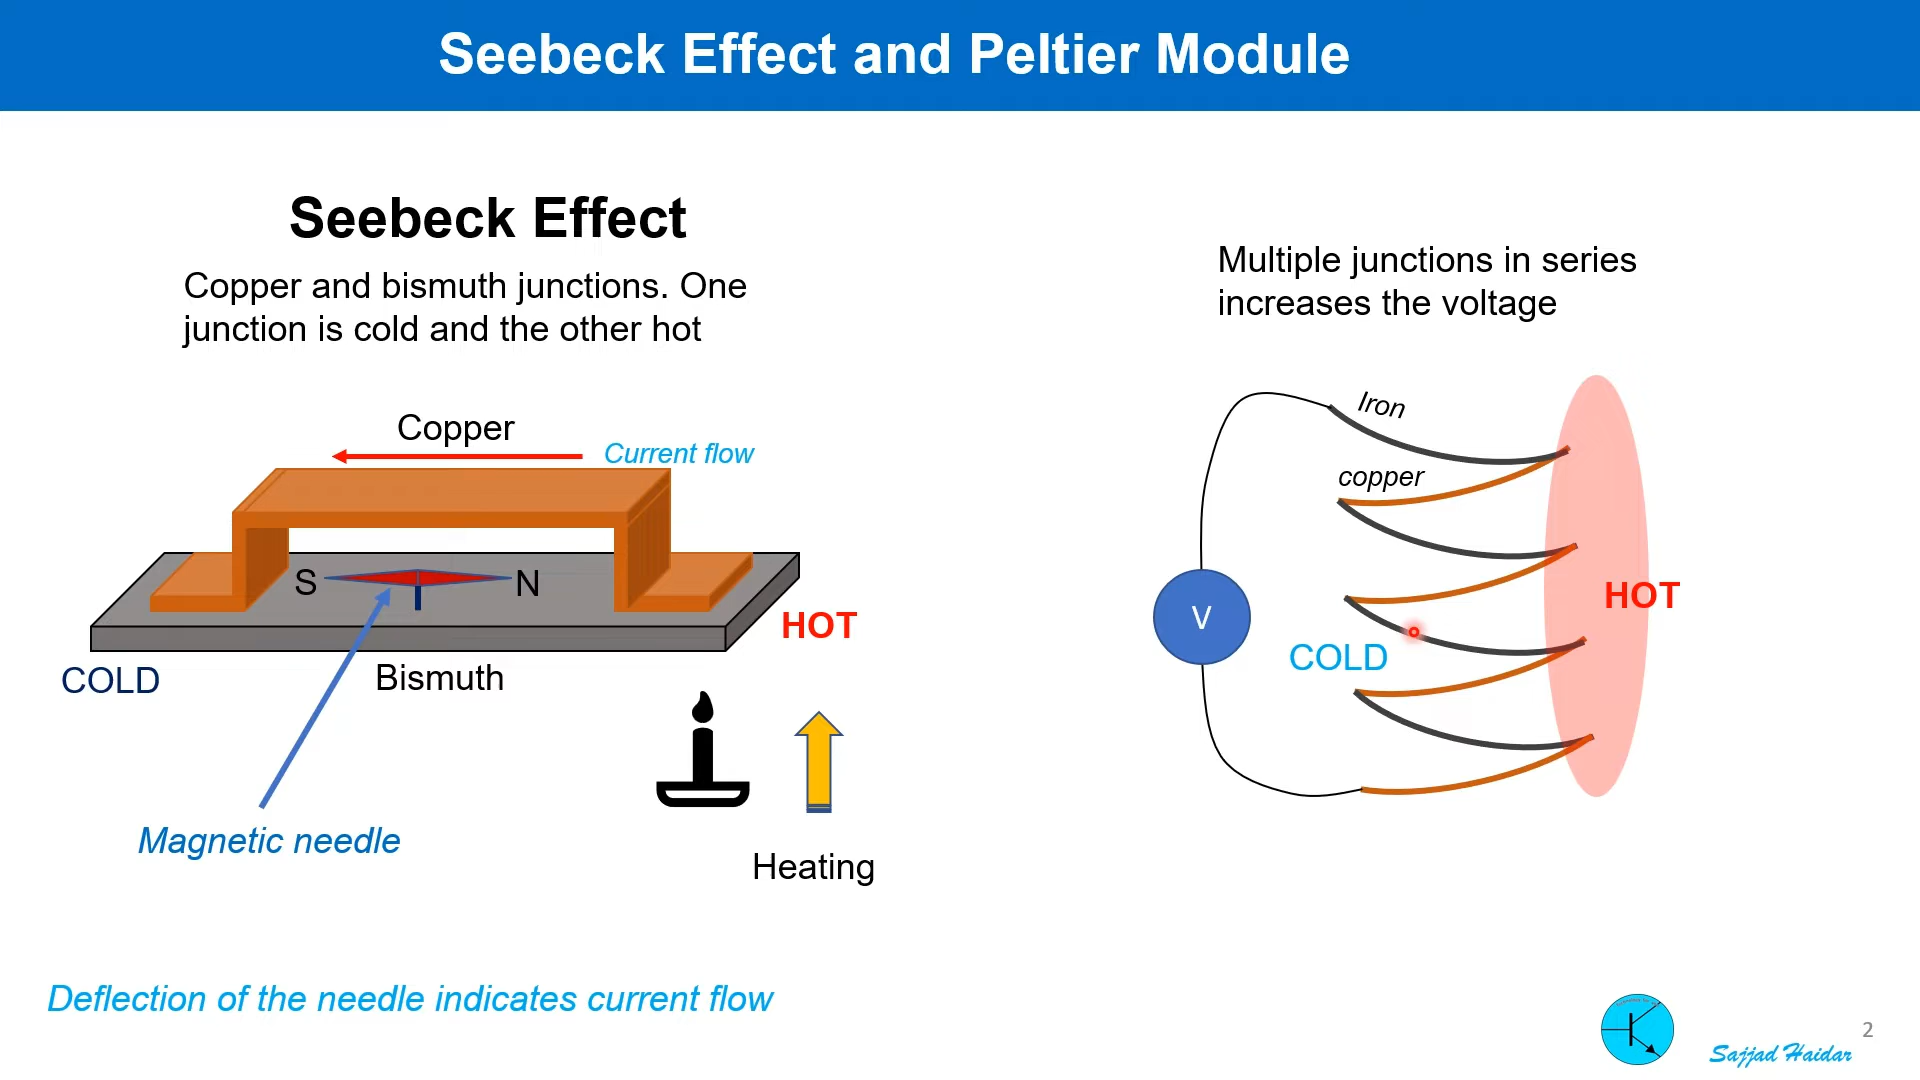 Seebeck Effect and Peltier Module
Seebeck Effect
Copper and bismuth junctions. One
junction is cold and the other hot
Copper
Current flow
S
N
HOT
COLD
Bismuth
Magnetic needle
Heating
Deflection of the needle indicates current flow
Multiple junctions in series
increases the voltage
Iron
copper
V
HOT
COLD
Sajjad Haidar
2